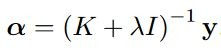 𝜶 = (K + λI)⁻¹ 𝐲